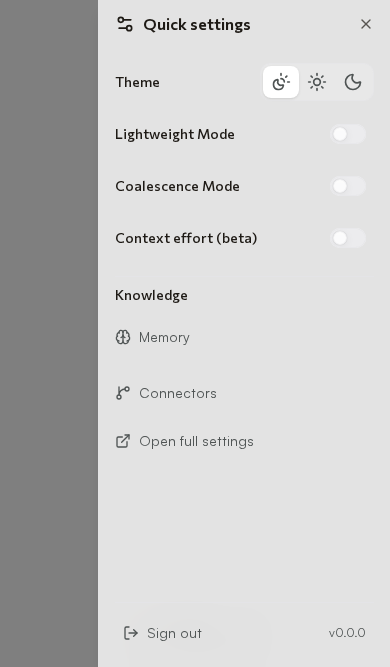 Quick settings
Theme
Lightweight Mode
Coalescence Mode
Context effort (beta)
Knowledge
Memory
Connectors
Open full settings
Sign out
v0.0.0